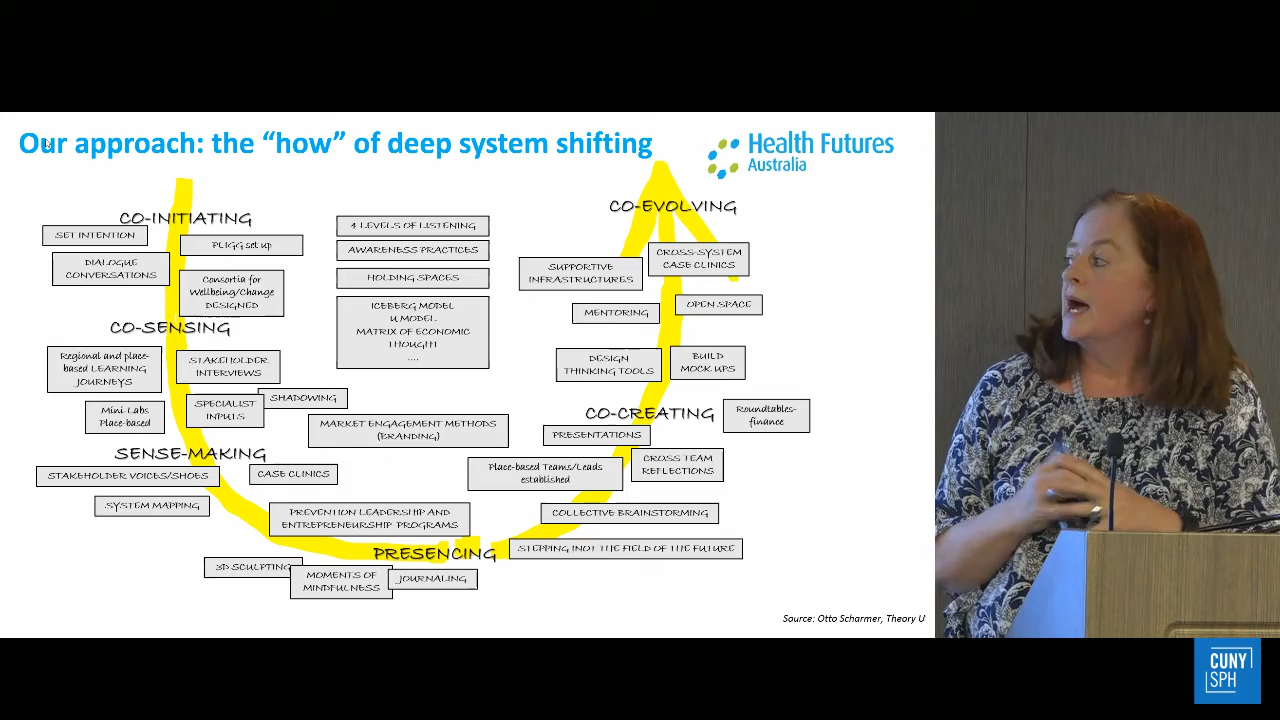 Our approach: the “how” of deep system shifting
Health Futures
Australia
CO-INITIATING
SET INTENTION
PLIGG set up
DIALOGUE
CONVERSATIONS
Consortia for
Wellbeing/Change
DESIGNED
CO-SENSING
Regional and place-
based LEARNING
JOURNEYS
STAKEHOLDER
INTERVIEWS
SHADOWING
Mini-Labs
Place-based
SPECIALIST
INPUTS
SENSE-MAKING
STAKEHOLDER VOICES/SHOES
CASE CLINICS
SYSTEM MAPPING
4 LEVELS OF LISTENING
AWARENESS PRACTICES
HOLDING SPACES
ICEBERG MODEL
U MODEL
MATRIX OF ECONOMIC
THOUGHT
....
MARKET ENGAGEMENT METHODS
(BRANDING)
PREVENTION LEADERSHIP AND
ENTREPRENEURSHIP PROGRAMS
PRESENCING
3D SCULPTING
MOMENTS OF
MINDFULNESS
JOURNALING
STEPPING INOT THE FIELD OF THE FUTURE
COLLECTIVE BRAINSTORMING
Place-based Teams/Leads
established
CROSS TEAM
REFLECTIONS
PRESENTATIONS
CO-CREATING
Roundtables-
finance
DESIGN
THINKING TOOLS
BUILD
MOCK UPS
MENTORING
OPEN SPACE
SUPPORTIVE
INFRASTRUCTURES
CROSS-SYSTEM
CASE CLINICS
CO-EVOLVING
Source: Otto Scharmer, Theory U
CUNY
SPH